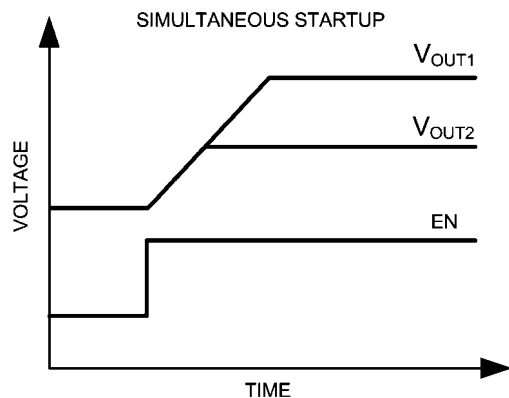 SIMULTANEOUS STARTUP
VOUT1
VOUT2
VOLTAGE
EN
TIME